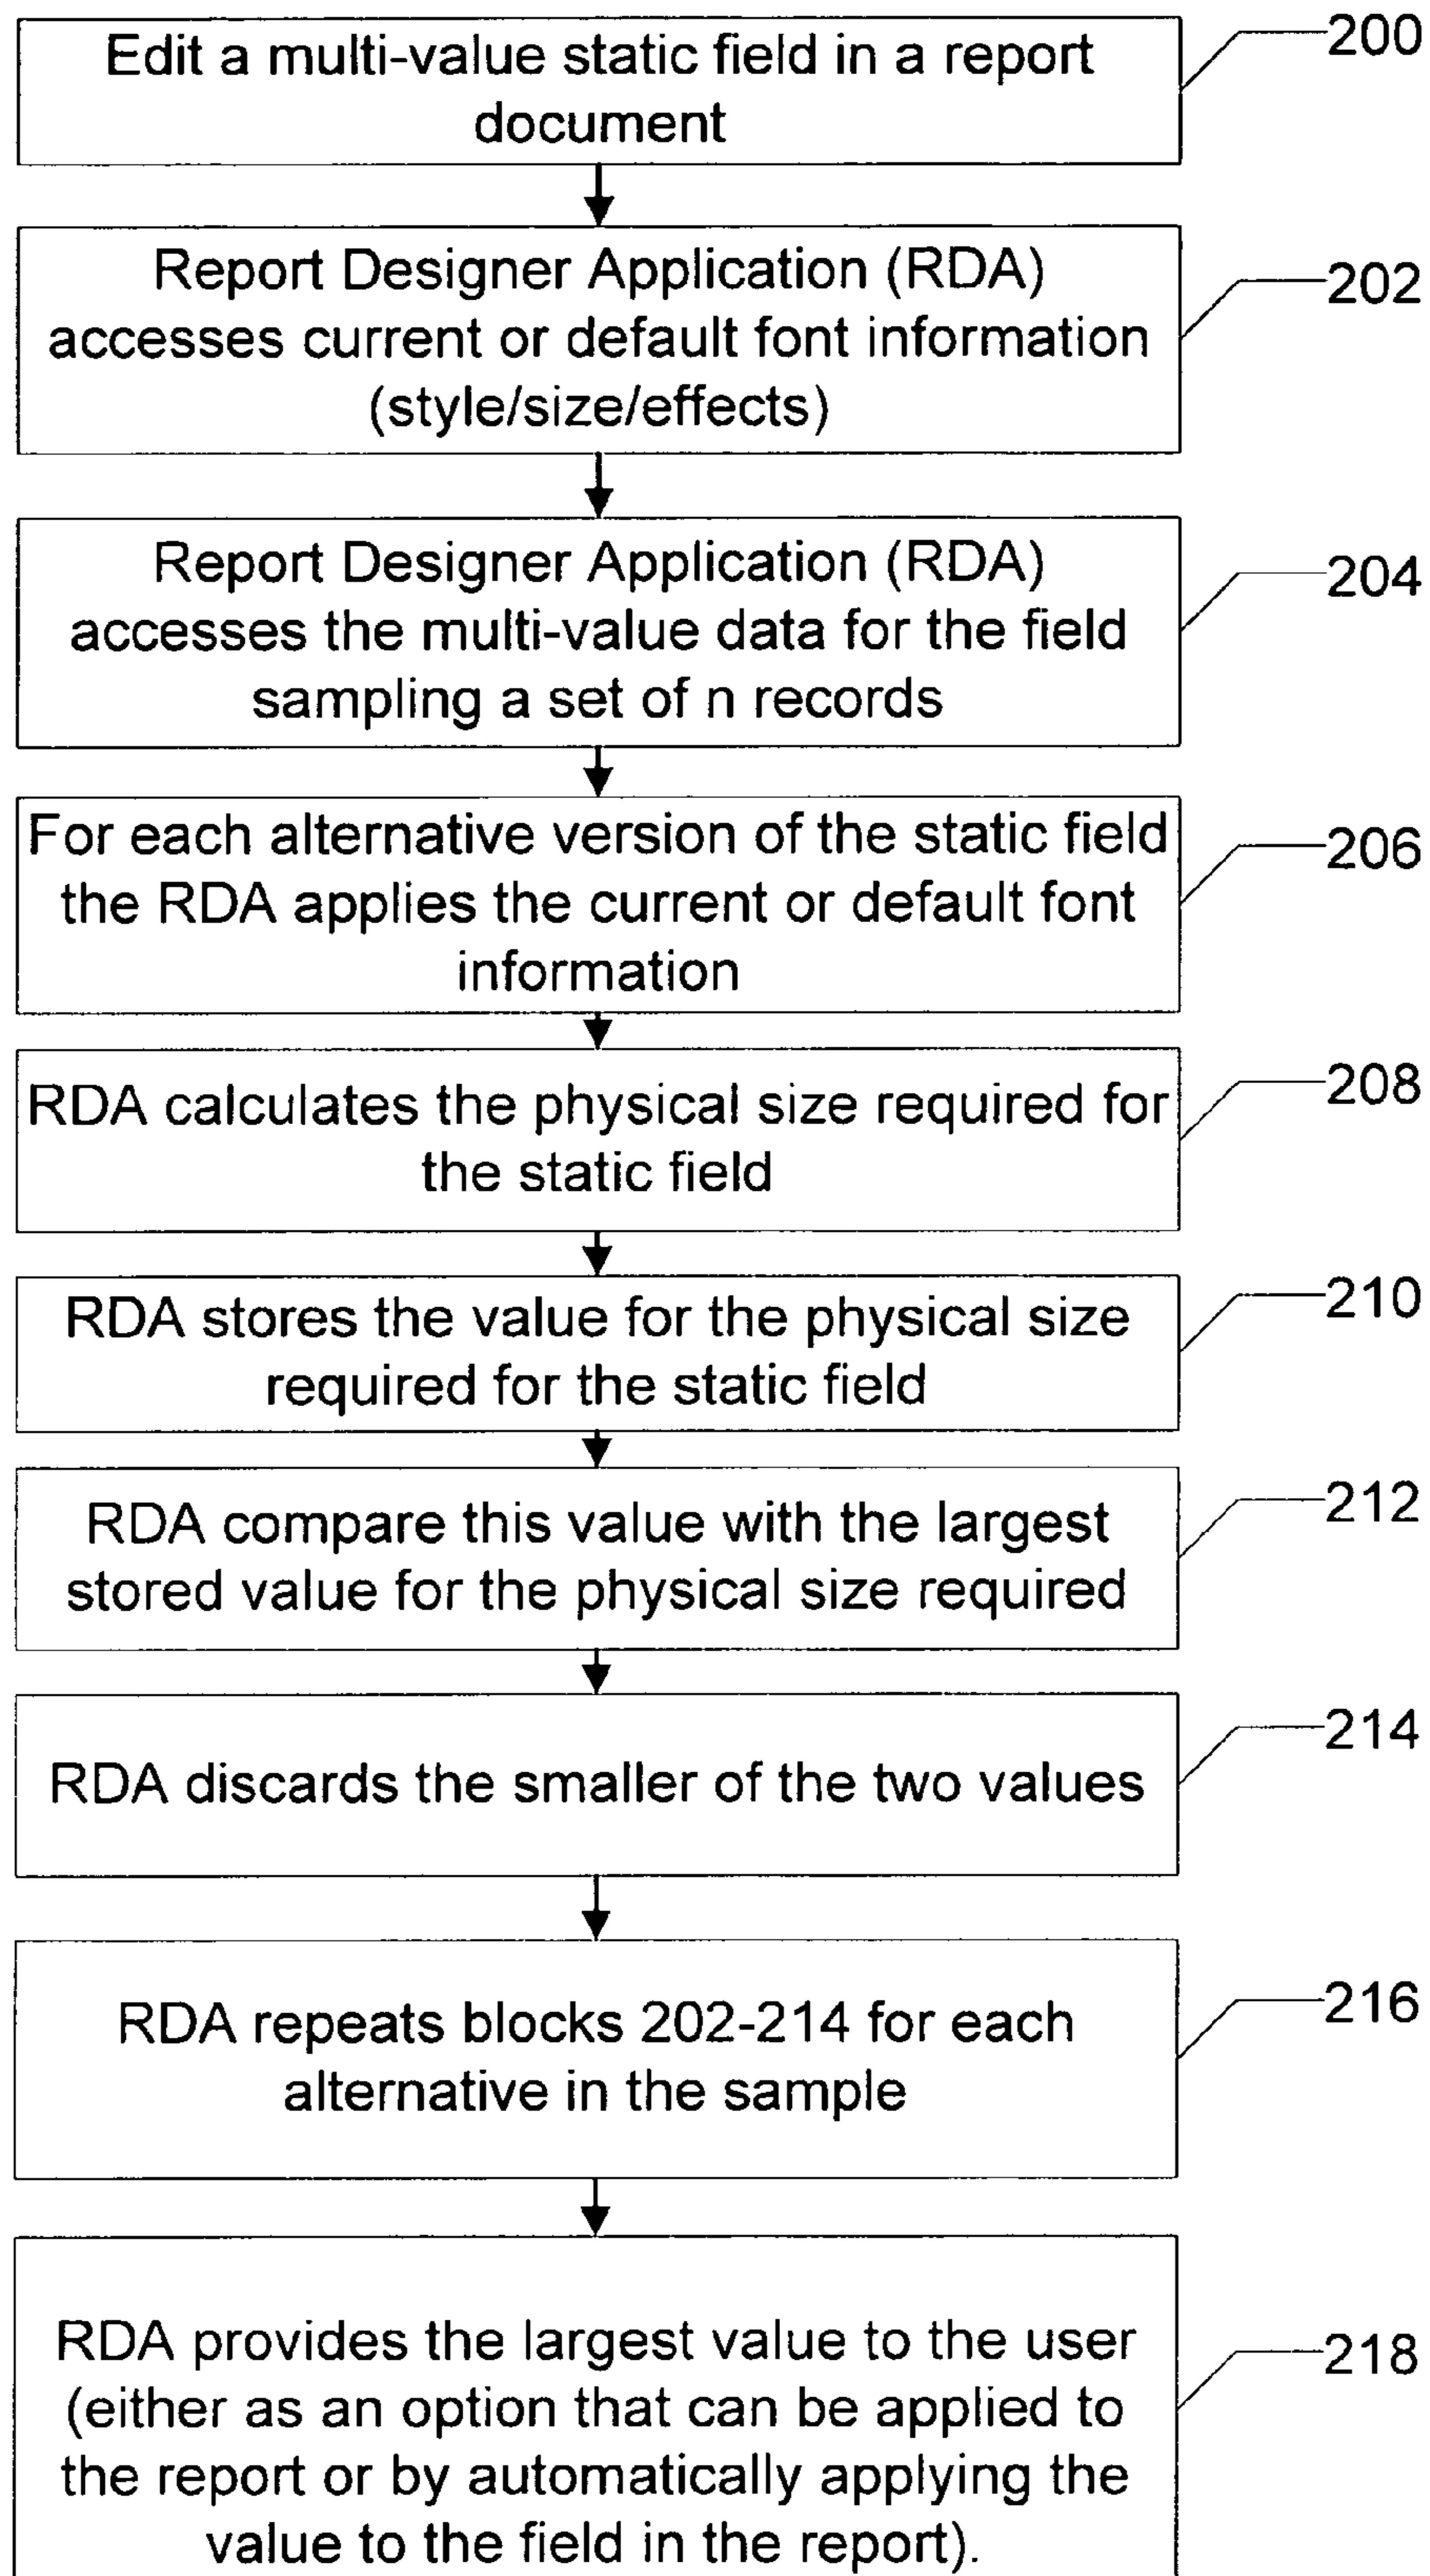 Edit a multi-value static field in a report
document
200
Report Designer Application (RDA)
accesses current or default font information
(style/size/effects)
202
Report Designer Application (RDA)
accesses the multi-value data for the field
sampling a set of n records
204
For each alternative version of the static field
the RDA applies the current or default font
information
206
RDA calculates the physical size required for
the static field
208
RDA stores the value for the physical size
required for the static field
210
RDA compare this value with the largest
stored value for the physical size required
212
RDA discards the smaller of the two values
214
RDA repeats blocks 202-214 for each
alternative in the sample
216
RDA provides the largest value to the user
(either as an option that can be applied to
the report or by automatically applying the
value to the field in the report).
218